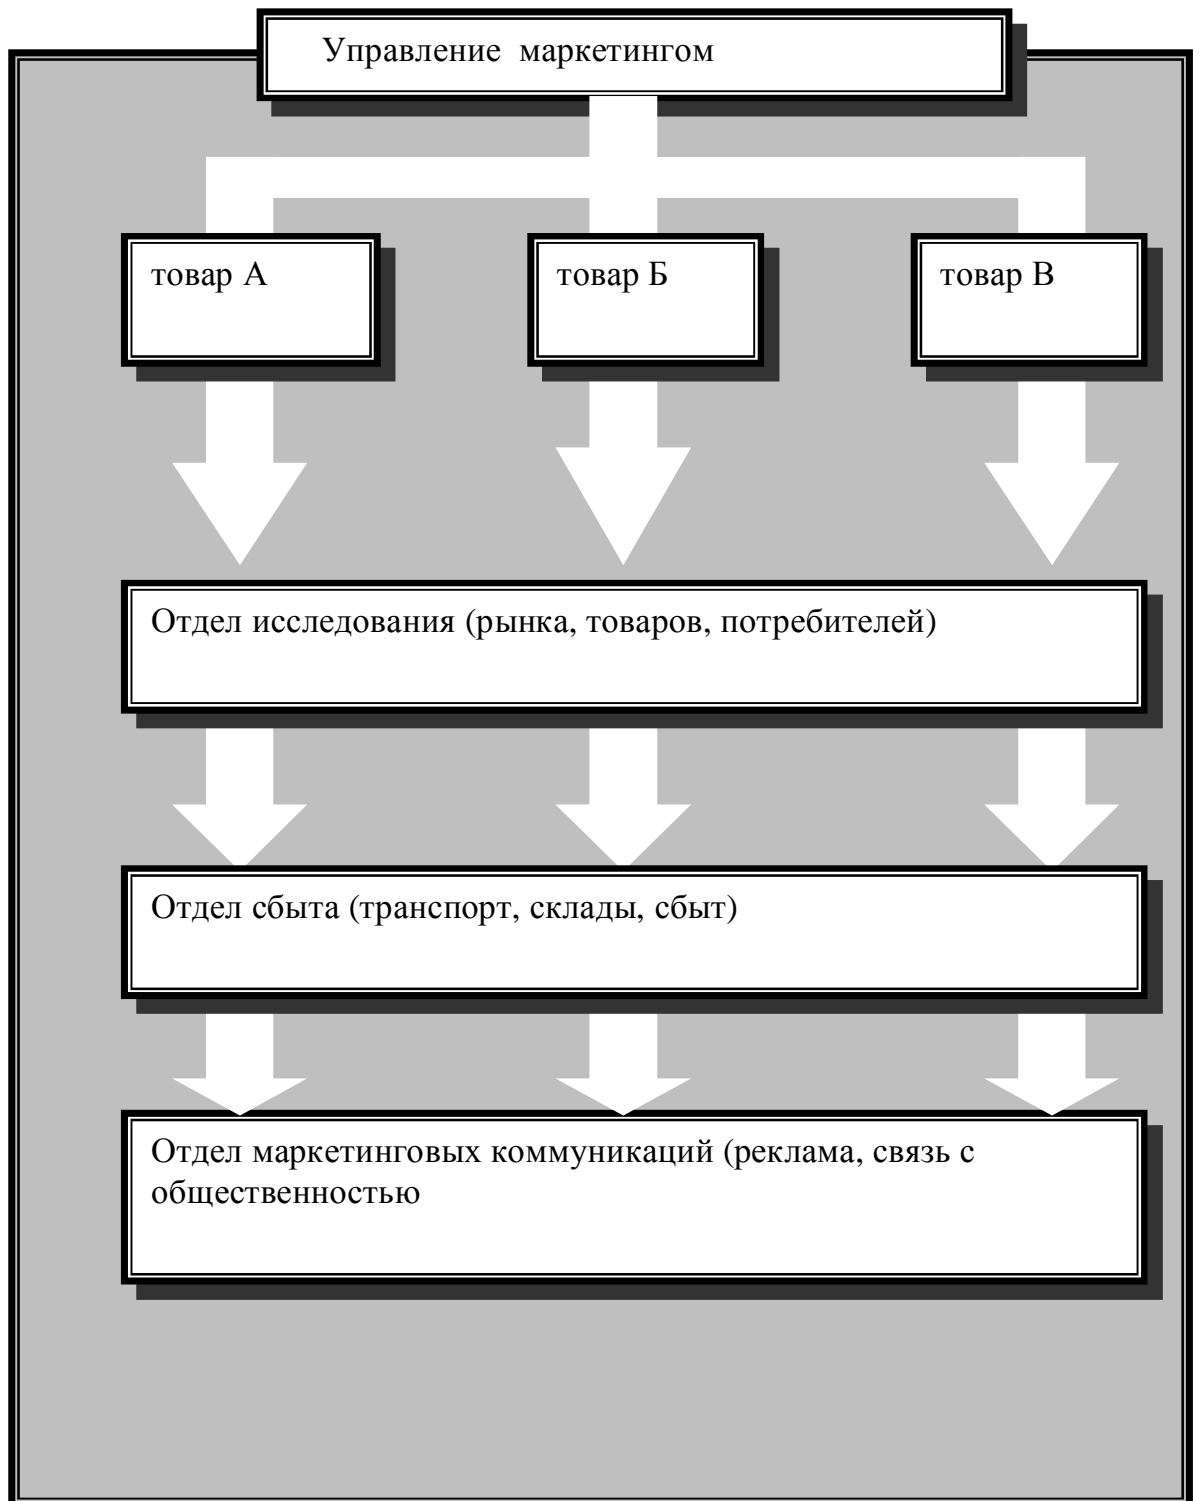 Управление  маркетингом
товар А
товар Б
товар В
Отдел исследования (рынка, товаров, потребителей)
Отдел сбыта (транспорт, склады, сбыт)
Отдел маркетинговых коммуникаций (реклама, связь с
общественностью